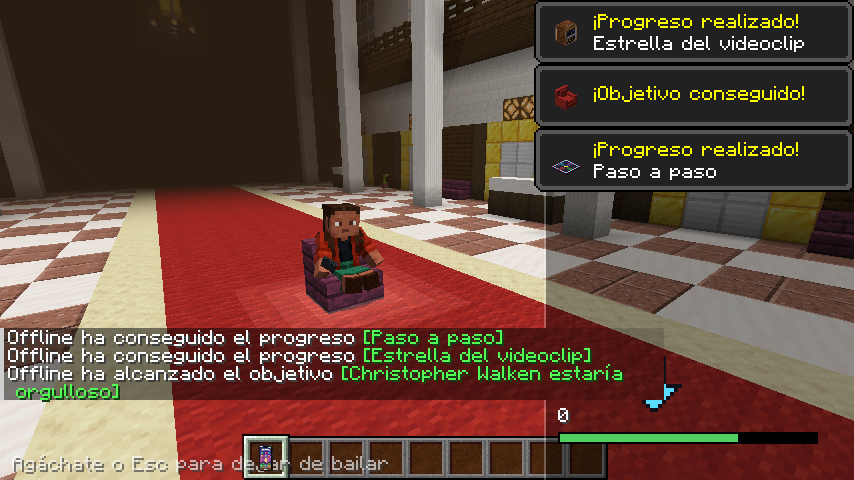 ¡Progreso realizado!
Estrella del videoclip
¡Objetivo conseguido!
¡Progreso realizado!
Paso a paso
Offline ha conseguido el progreso [Paso a paso]
Offline ha conseguido el progreso [Estrella del videoclip]
Offline ha alcanzado el objetivo [Christopher Walken estaría
orgulloso]
0
Agáchate o Esc para dejar de bailar